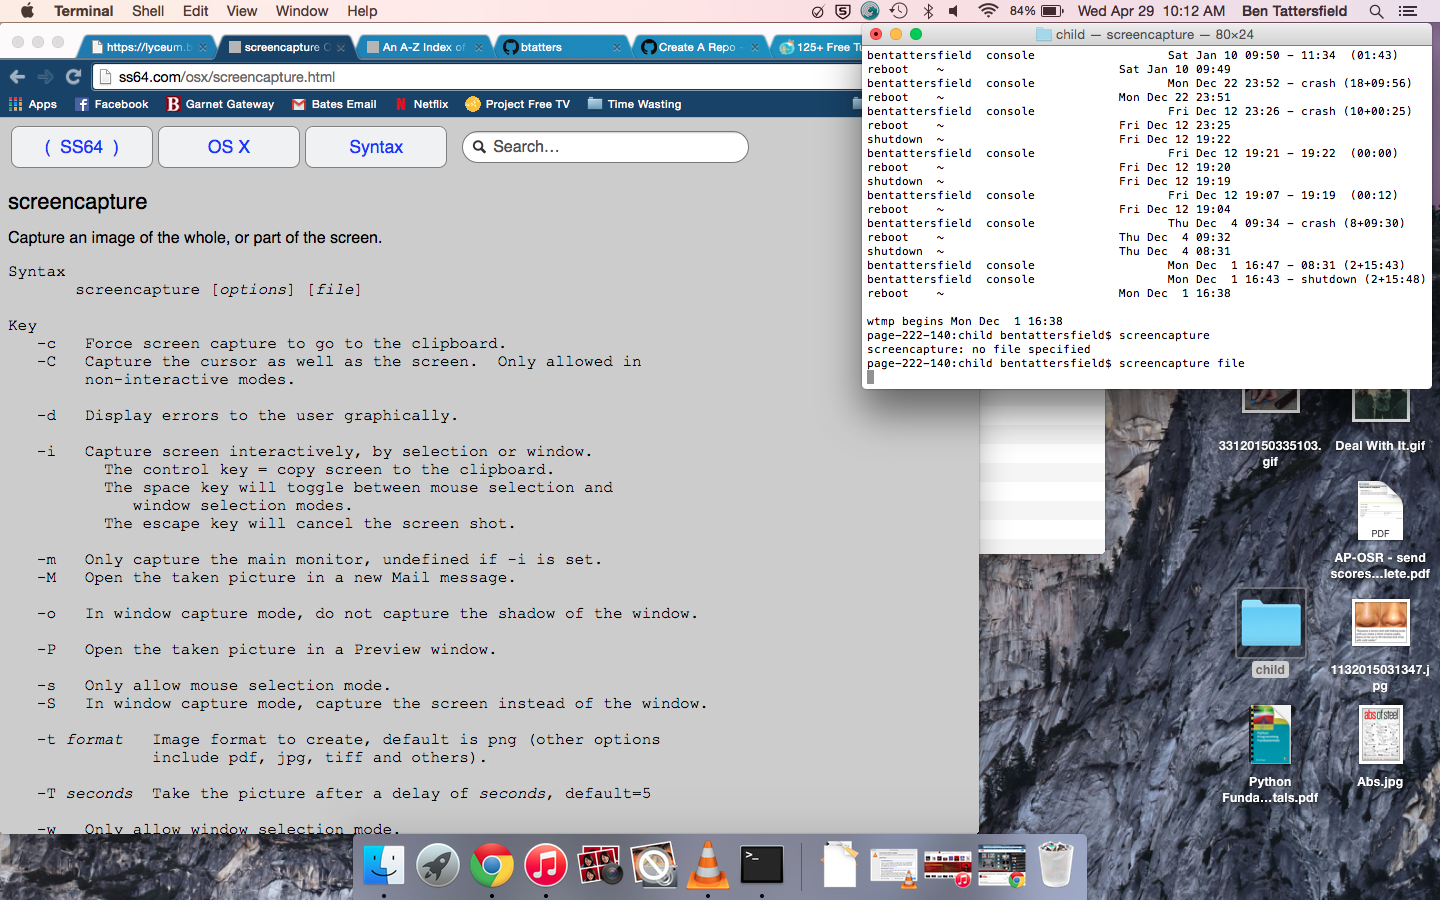 Terminal Shell Edit View Window Help
84% Wed Apr 29 10:12 AM Ben Tattersfield
https://lyceum.b
screencapture
An A-Z Index of
btatters
Create A Repo
125+ Free Tu
ss64.com/osx/screencapture.html
Apps Facebook Garnet Gateway Bates Email Netflix Project Free TV Time Wasting
( SS64 ) OS X Syntax Search...
screencapture
Capture an image of the whole, or part of the screen.
Syntax
screencapture [options] [file]
Key
-c Force screen capture to go to the clipboard.
-C Capture the cursor as well as the screen. Only allowed in
non-interactive modes.
-d Display errors to the user graphically.
-i Capture screen interactively, by selection or window.
The control key = copy screen to the clipboard.
The space key will toggle between mouse selection and
window selection modes.
The escape key will cancel the screen shot.
-m Only capture the main monitor, undefined if -i is set.
-M Open the taken picture in a new Mail message.
-o In window capture mode, do not capture the shadow of the window.
-P Open the taken picture in a Preview window.
-s Only allow mouse selection mode.
-S In window capture mode, capture the screen instead of the window.
-t format Image format to create, default is png (other options
include pdf, jpg, tiff and others).
-T seconds Take the picture after a delay of seconds, default=5
-w Only allow window selection mode.
child — screencapture — 80×24
bentattersfield console Sat Jan 10 09:50 - 11:34 (01:43)
reboot ~ Sat Jan 10 09:49
bentattersfield console Mon Dec 22 23:52 - crash (18+09:56)
reboot ~ Mon Dec 22 23:51
bentattersfield console Fri Dec 12 23:26 - crash (10+00:25)
reboot ~ Fri Dec 12 23:25
shutdown ~ Fri Dec 12 19:22
bentattersfield console Fri Dec 12 19:21 - 19:22 (00:00)
reboot ~ Fri Dec 12 19:20
shutdown ~ Fri Dec 12 19:19
bentattersfield console Fri Dec 12 19:07 - 19:19 (00:12)
reboot ~ Fri Dec 12 19:04
bentattersfield console Thu Dec 4 09:34 - crash (8+09:30)
reboot ~ Thu Dec 4 09:32
shutdown ~ Thu Dec 4 08:31
bentattersfield console Mon Dec 1 16:47 - 08:31 (2+15:43)
bentattersfield console Mon Dec 1 16:43 - shutdown (2+15:48)
reboot ~ Mon Dec 1 16:38
wtmp begins Mon Dec 1 16:38
page-222-140:child bentattersfield$ screencapture
screencapture: no file specified
page-222-140:child bentattersfield$ screencapture file
33120150335103.
gif
Deal With It.gif
PDF
AP-OSR - send
scores...lete.pdf
child
1132015031347.j
pg
abs of steel
Python
Funda...tals.pdf
Abs.jpg